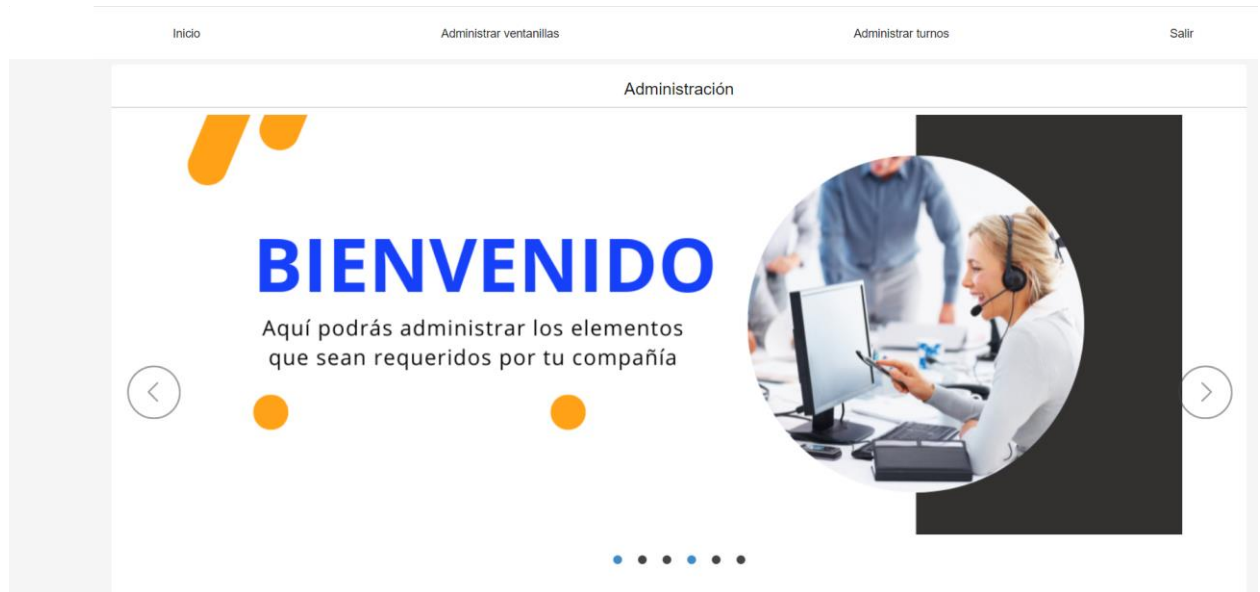 Inicio
Administrar ventanillas
Administrar turnos
Salir
Administración
BIENVENIDO
Aquí podrás administrar los elementos
que sean requeridos por tu compañía